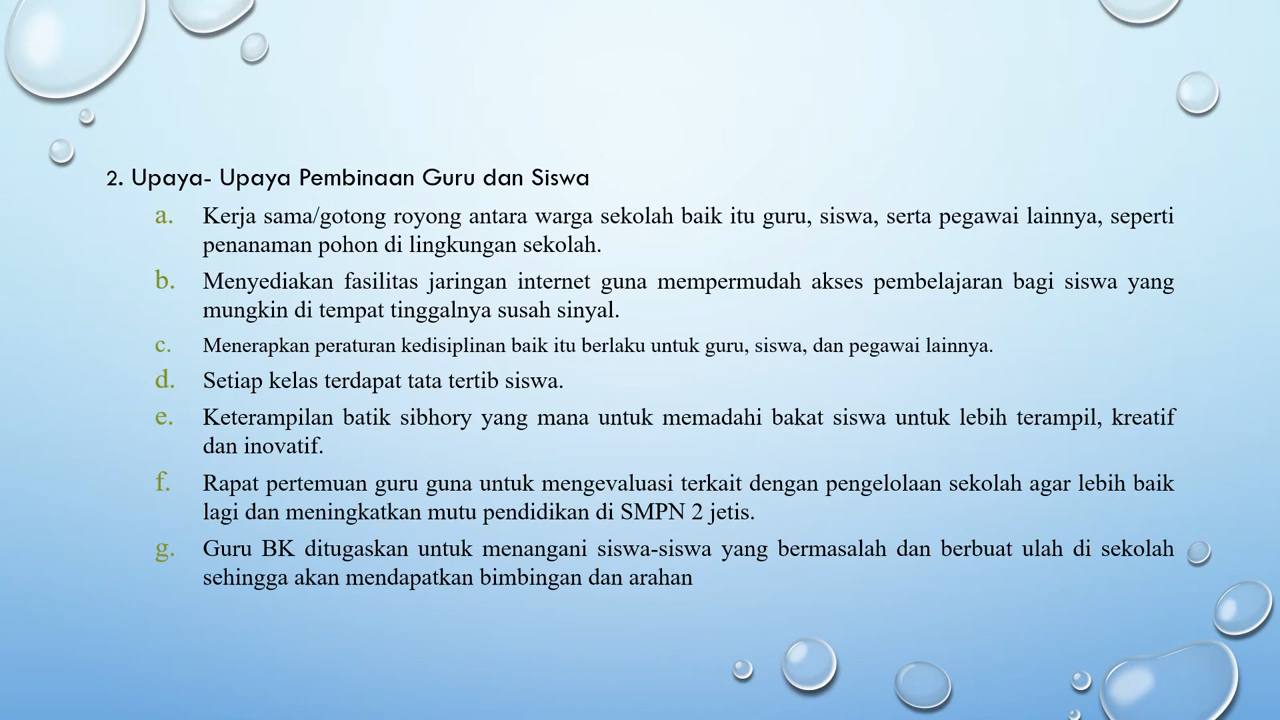 2. Upaya- Upaya Pembinaan Guru dan Siswa
a. Kerja sama/gotong royong antara warga sekolah baik itu guru, siswa, serta pegawai lainnya, seperti
penanaman pohon di lingkungan sekolah.
b. Menyediakan fasilitas jaringan internet guna mempermudah akses pembelajaran bagi siswa yang
mungkin di tempat tinggalnya susah sinyal.
c. Menerapkan peraturan kedisiplinan baik itu berlaku untuk guru, siswa, dan pegawai lainnya.
d. Setiap kelas terdapat tata tertib siswa.
e. Keterampilan batik sibhory yang mana untuk memadahi bakat siswa untuk lebih terampil, kreatif
dan inovatif.
f. Rapat pertemuan guru guna untuk mengevaluasi terkait dengan pengelolaan sekolah agar lebih baik
lagi dan meningkatkan mutu pendidikan di SMPN 2 jetis.
g. Guru BK ditugaskan untuk menangani siswa-siswa yang bermasalah dan berbuat ulah di sekolah
sehingga akan mendapatkan bimbingan dan arahan